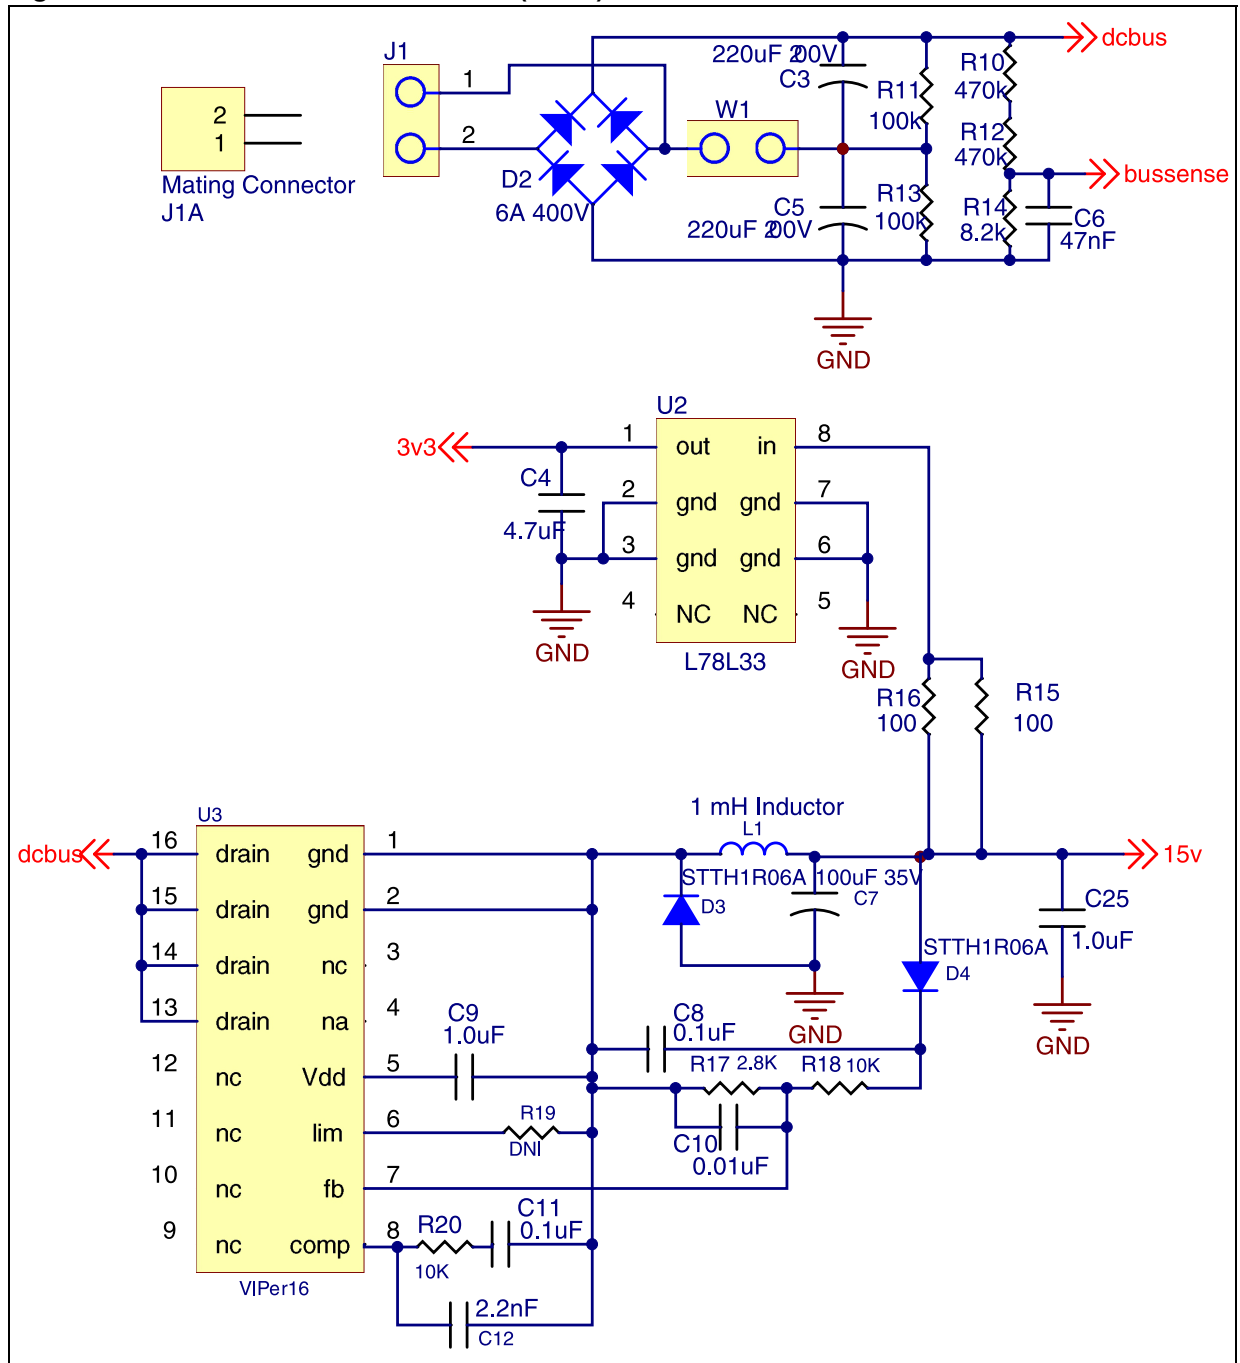 dcbus
J1
220uF 200V
C3
R10
470k
1
R11
100k
W1
2
1
2
R12
470k
bussense
D2
6A 400V
Mating Connector
J1A
C5
220uF 200V
R13
100k
R14
8.2k
C6
47nF
GND
U2
3v3
1
out
in
8
C4
4.7uF
2
gnd
gnd
7
3
gnd
gnd
6
4
NC
NC
5
GND
GND
L78L33
R16
100
R15
100
1 mH Inductor
L1
U3
dcbus
16
drain
gnd
1
15v
STTH1R06A
100uF 35V
C7
D3
15
drain
gnd
2
C25
1.0uF
14
drain
nc
3
STTH1R06A
D4
13
drain
na
4
GND
GND
C9
1.0uF
C8
0.1uF
12
nc
Vdd
5
R17 2.8K
R18 10K
11
nc
lim
6
R19
DNI
C10
0.01uF
10
nc
fb
7
9
nc
comp
8
R20
10K
C11
0.1uF
VIPer16
2.2nF
C12